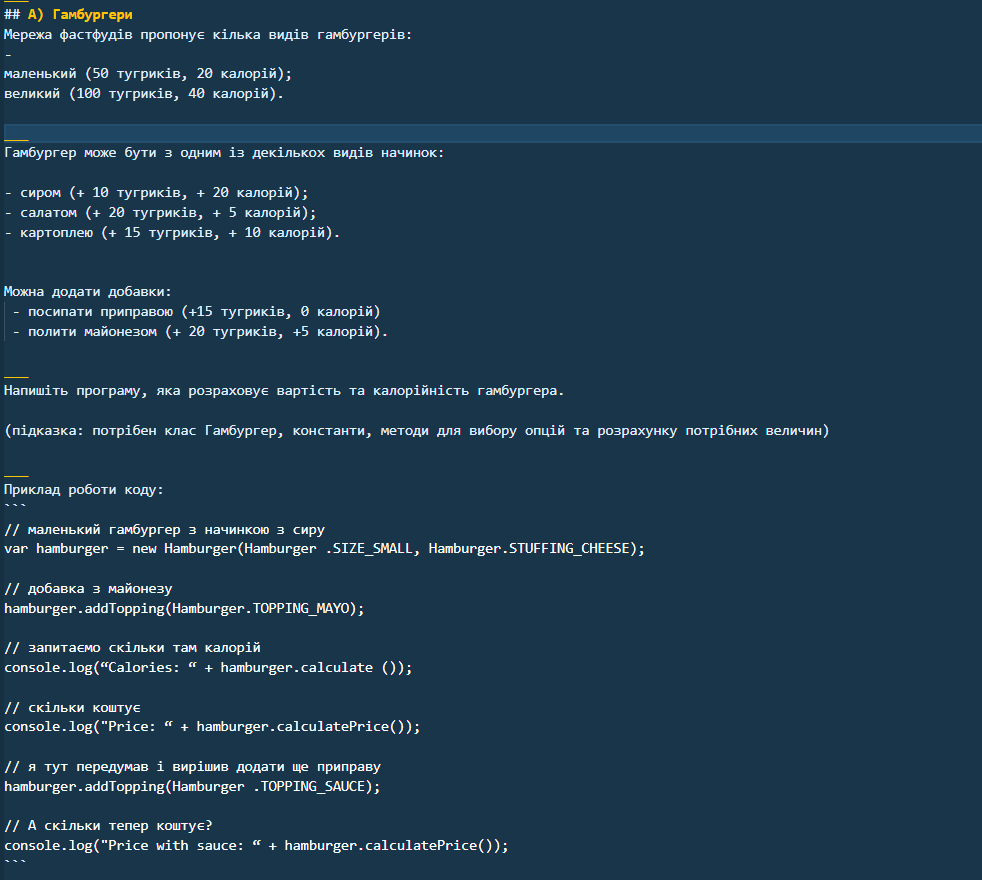 ## А) Гамбургери
Мережа фастфудів пропонує кілька видів гамбургерів:
-
маленький (50 тугриків, 20 калорій);
великий (100 тугриків, 40 калорій).
___
Гамбургер може бути з одним із декількох видів начинок:
- сиром (+ 10 тугриків, + 20 калорій);
- салатом (+ 20 тугриків, + 5 калорій);
- картоплею (+ 15 тугриків, + 10 калорій).
Можна додати добавки:
- посипати приправою (+15 тугриків, 0 калорій)
- полити майонезом (+ 20 тугриків, +5 калорій).
___
Напишіть програму, яка розраховує вартість та калорійність гамбургера.
(підказка: потрібен клас Гамбургер, константи, методи для вибору опцій та розрахунку потрібних величин)
___
Приклад роботи коду:
```
// маленький гамбургер з начинкою з сиру
var hamburger = new Hamburger(Hamburger .SIZE_SMALL, Hamburger.STUFFING_CHEESE);
// добавка з майонезу
hamburger.addTopping(Hamburger.TOPPING_MAYO);
// запитаємо скільки там калорій
console.log(“Calories: “ + hamburger.calculate ());
// скільки коштує
console.log("Price: “ + hamburger.calculatePrice());
// я тут передумав і вирішив додати ще приправу
hamburger.addTopping(Hamburger .TOPPING_SAUCE);
// А скільки тепер коштує?
console.log("Price with sauce: “ + hamburger.calculatePrice());
```